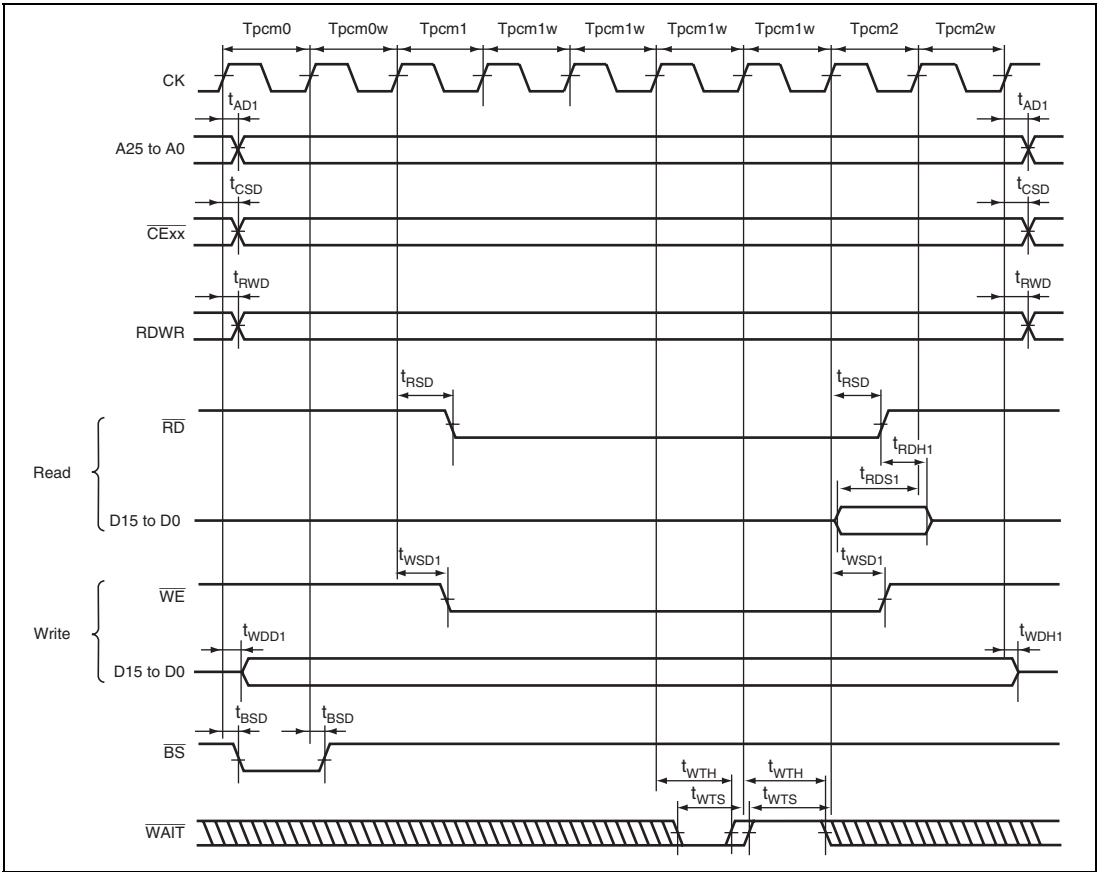 Tpcm0 Tpcm0w Tpcm1 Tpcm1w Tpcm1w Tpcm1w Tpcm1w Tpcm2 Tpcm2w
CK
tAD1 tAD1
A25 to A0
tCSD tCSD
CExx
tRWD tRWD
RDWR
tRSD tRSD
RD
tRDH1
Read
tRDS1
D15 to D0
tWSD1 tWSD1
WE
Write
tWDD1 tWDH1
D15 to D0
tBSD tBSD
BS
tWTH tWTH
tWTS tWTS
WAIT